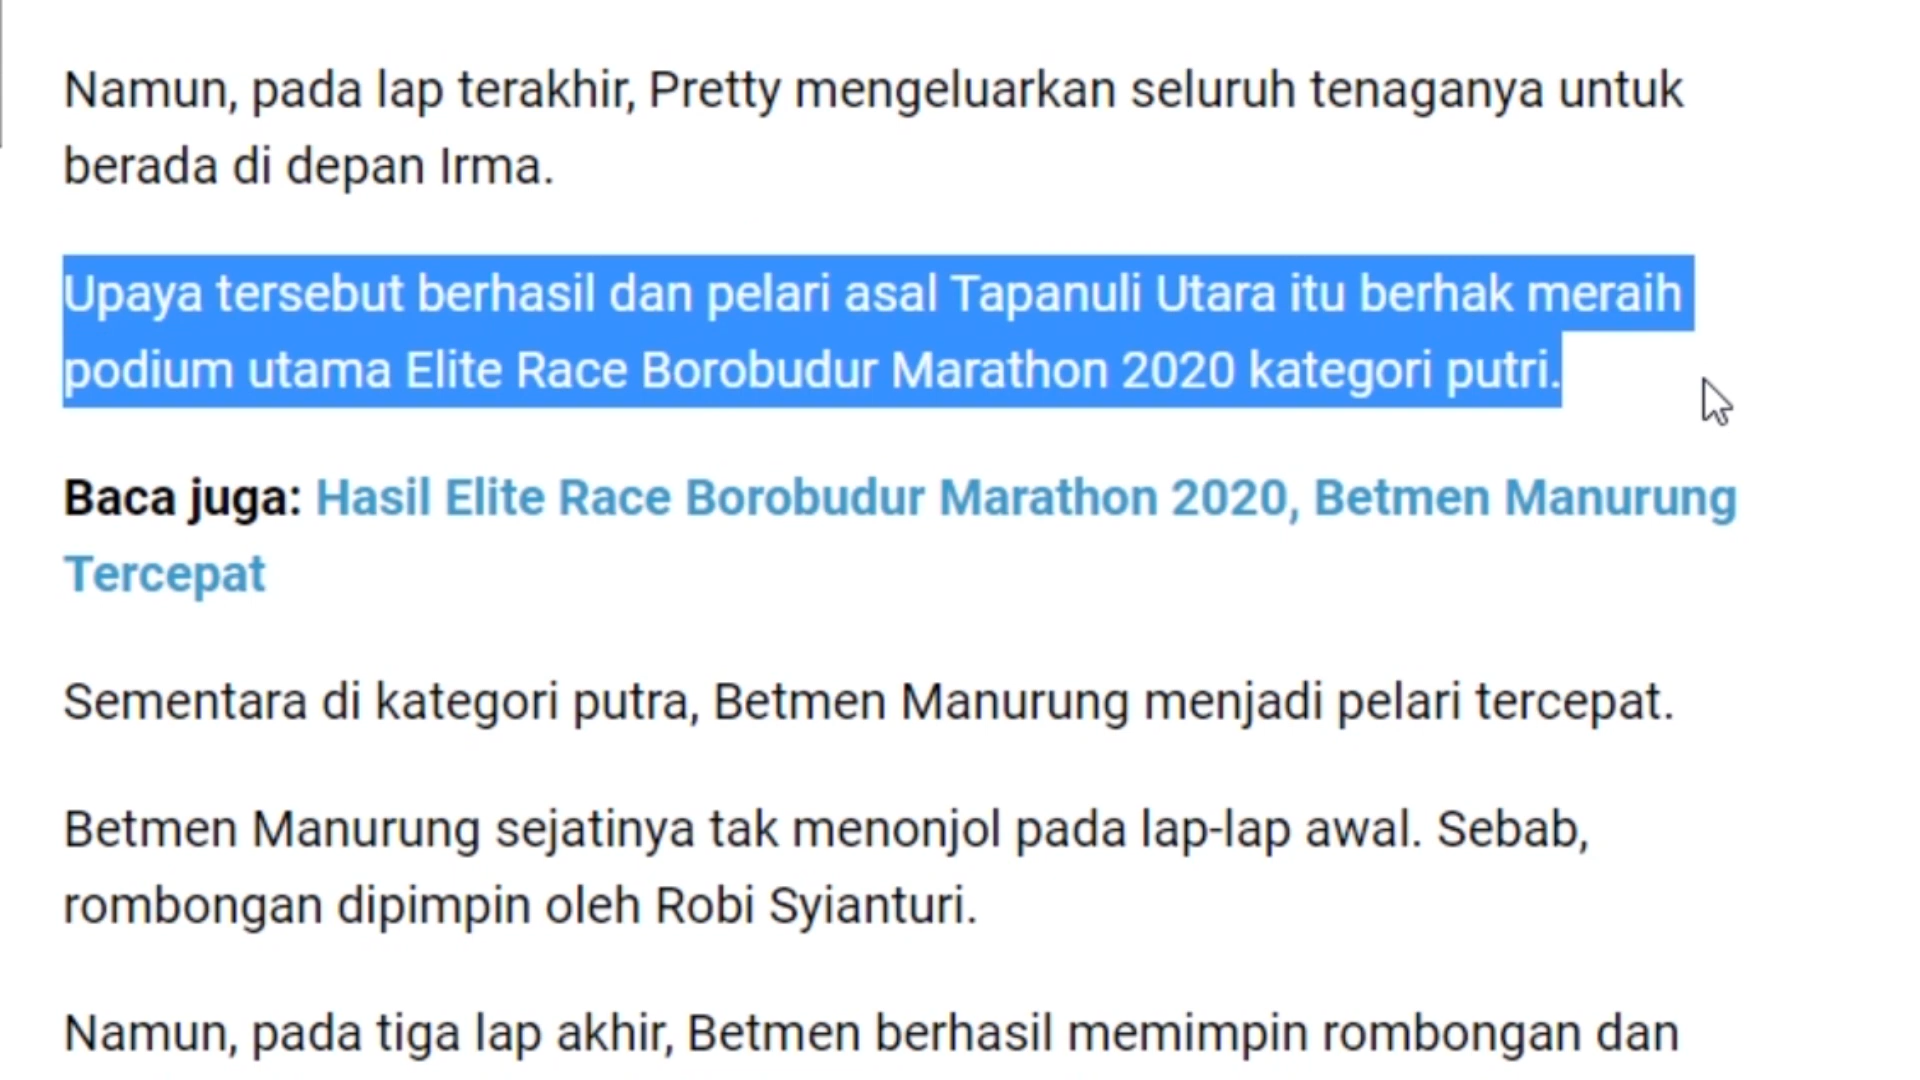 Namun, pada lap terakhir, Pretty mengeluarkan seluruh tenaganya untuk
berada di depan Irma.
Upaya tersebut berhasil dan pelari asal Tapanuli Utara itu berhak meraih
podium utama Elite Race Borobudur Marathon 2020 kategori putri.
Baca juga: Hasil Elite Race Borobudur Marathon 2020, Betmen Manurung
Tercepat
Sementara di kategori putra, Betmen Manurung menjadi pelari tercepat.
Betmen Manurung sejatinya tak menonjol pada lap-lap awal. Sebab,
rombongan dipimpin oleh Robi Syianturi.
Namun, pada tiga lap akhir, Betmen berhasil memimpin rombongan dan